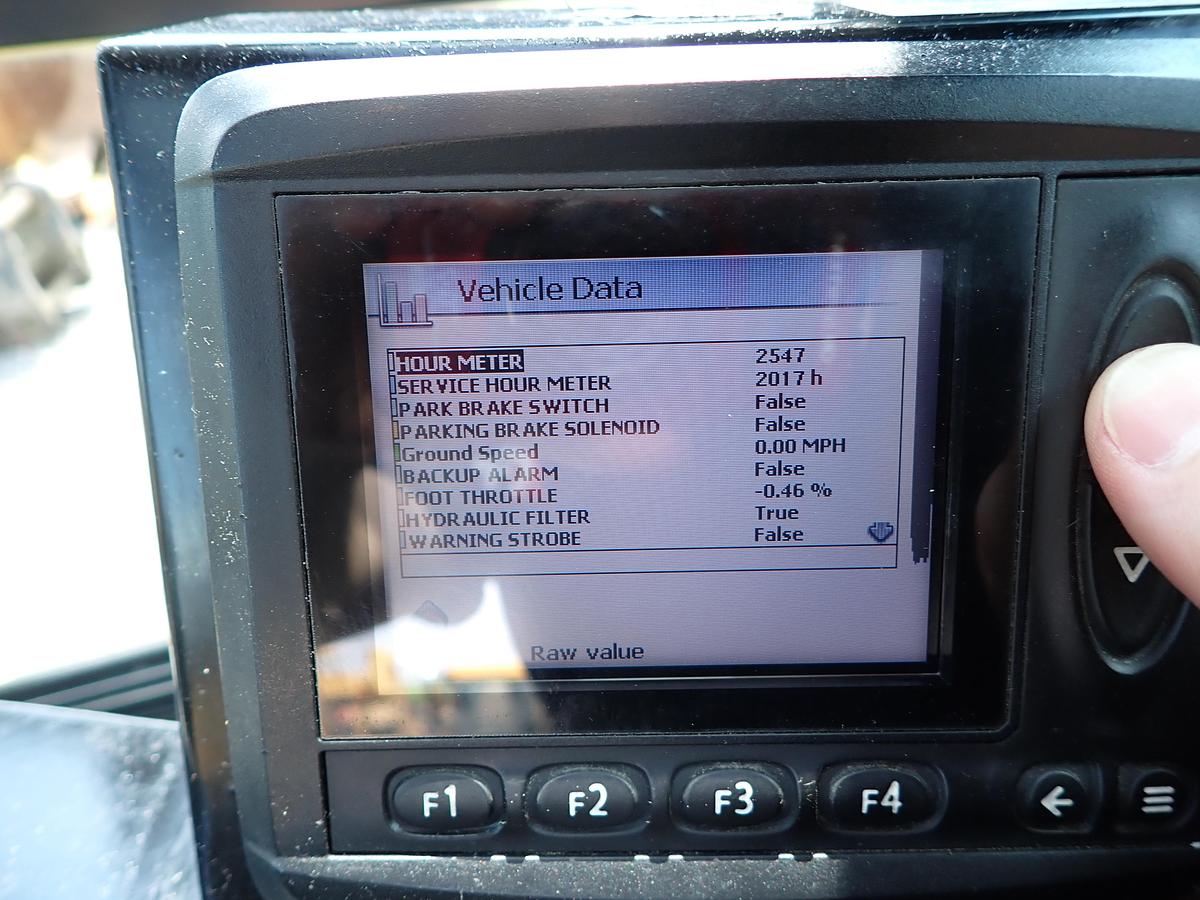 Vehicle Data
HOUR METER 2547
SERVICE HOUR METER 2017 h
PARK BRAKE SWITCH False
PARKING BRAKE SOLENOID False
Ground Speed 0.00 MPH
BACKUP ALARM False
FOOT THROTTLE -0.46 %
HYDRAULIC FILTER True
WARNING STROBE False
Raw value
F1 F2 F3 F4